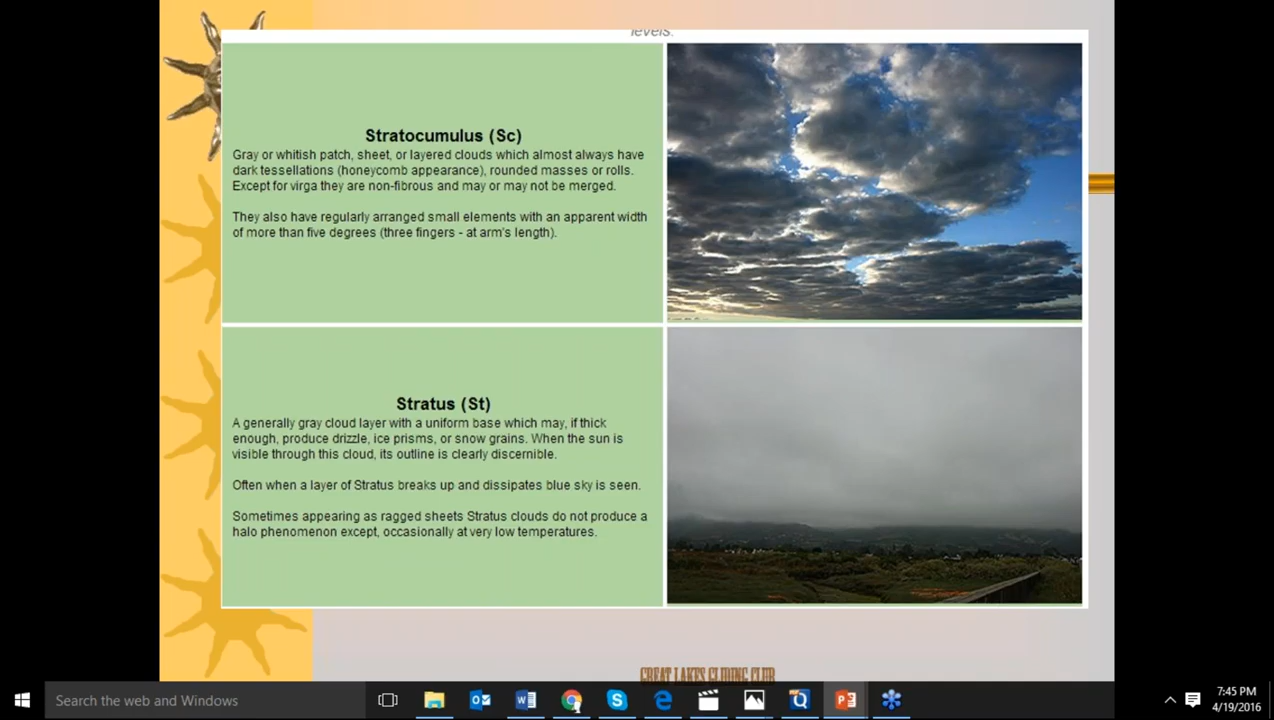 levels.
Stratocumulus (Sc)
Gray or whitish patch, sheet, or layered clouds which almost always have
dark tessellations (honeycomb appearance), rounded masses or rolls.
Except for virga they are non-fibrous and may or may not be merged.
They also have regularly arranged small elements with an apparent width
of more than five degrees (three fingers - at arm's length).
Stratus (St)
A generally gray cloud layer with a uniform base which may, if thick
enough, produce drizzle, ice prisms, or snow grains. When the sun is
visible through this cloud, its outline is clearly discernible.
Often when a layer of Stratus breaks up and dissipates blue sky is seen.
Sometimes appearing as ragged sheets Stratus clouds do not produce a
halo phenomenon except, occasionally at very low temperatures.
GREAT LAKES GLIDING CLUB
Search the web and Windows
7:45 PM
4/19/2016